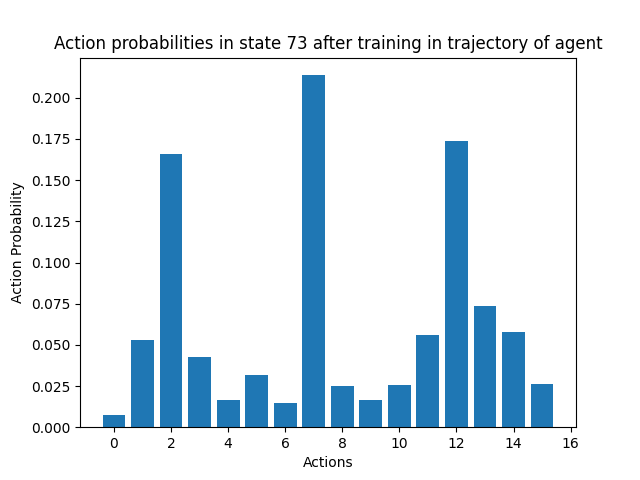 Action probabilities in state 73 after training in trajectory of agent
Action Probability
0.200
0.175
0.150
0.125
0.100
0.075
0.050
0.025
0.000
0 2 4 6 8 10 12 14 16
Actions